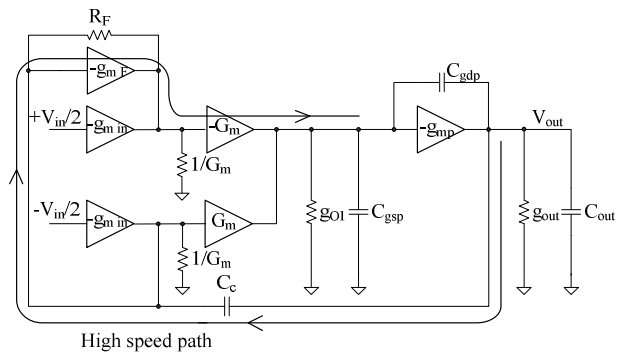 R_F
-g_mF
C_gdp
+V_in/2
-g_m in
-G_m
-g_mp
V_out
1/G_m
-V_in/2
-g_m in
G_m
g_O1
C_gsp
g_out
C_out
1/G_m
C_c
High speed path